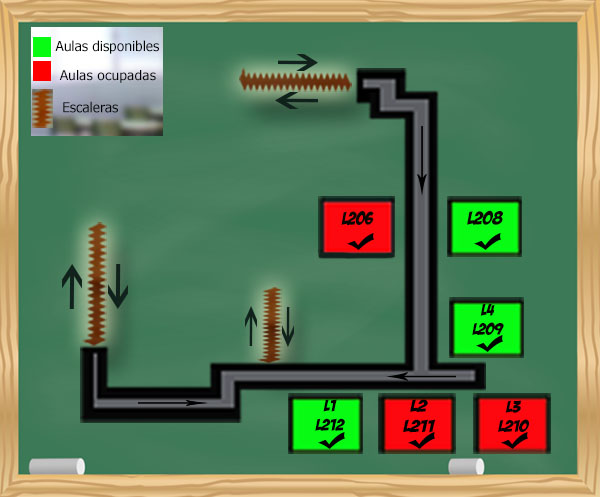 Aulas disponibles
Aulas ocupadas
Escaleras
L206
L208
L4
L209
L1
L212
L2
L211
L3
L210